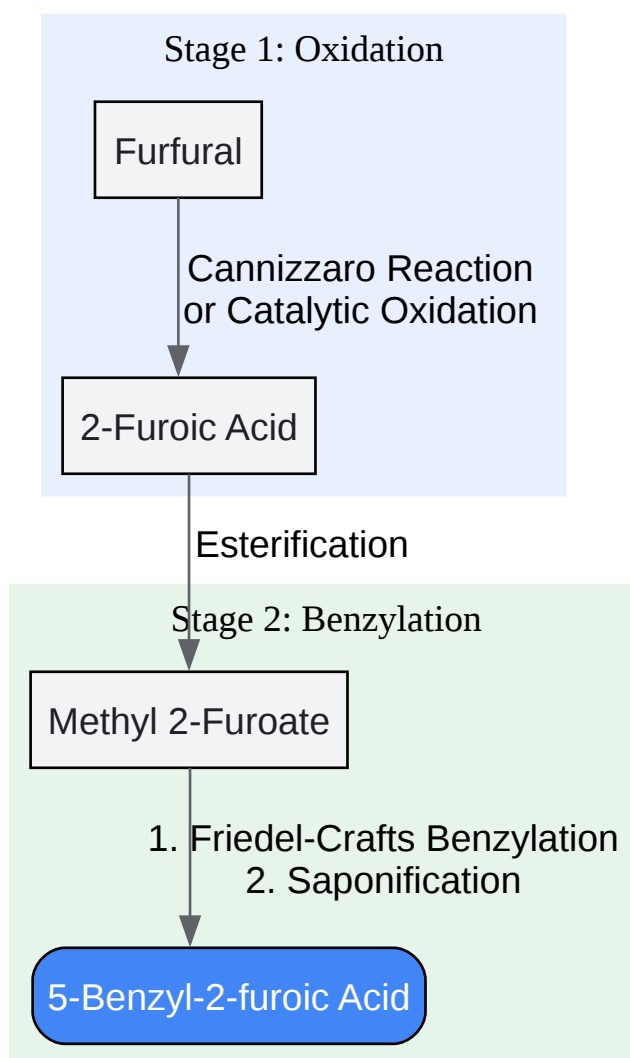 Stage 1: Oxidation
Furfural
Cannizzaro Reaction
or Catalytic Oxidation
2-Furoic Acid
Esterification
Stage 2: Benzylation
Methyl 2-Furoate
1. Friedel-Crafts Benzylation
2. Saponification
5-Benzyl-2-furoic Acid